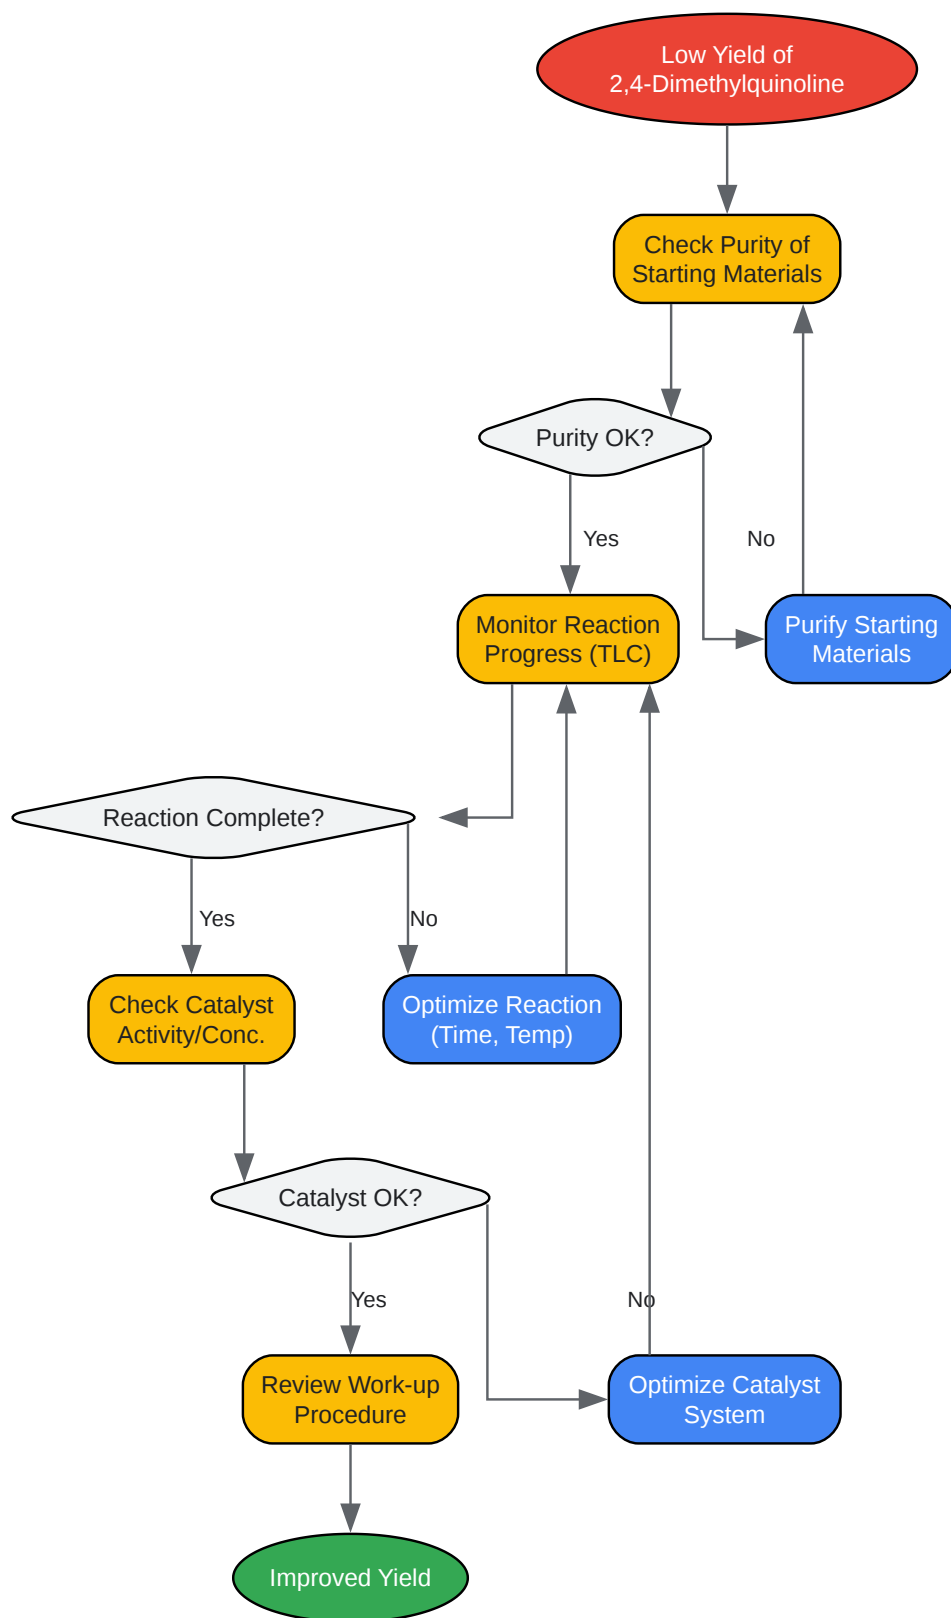 Low Yield of
2,4-Dimethylquinoline
Check Purity of
Starting Materials
Purity OK?
Yes
No
Monitor Reaction
Progress (TLC)
Purify Starting
Materials
Reaction Complete?
Yes
No
Check Catalyst
Activity/Conc.
Optimize Reaction
(Time, Temp)
Catalyst OK?
Yes
No
Review Work-up
Procedure
Optimize Catalyst
System
Improved Yield